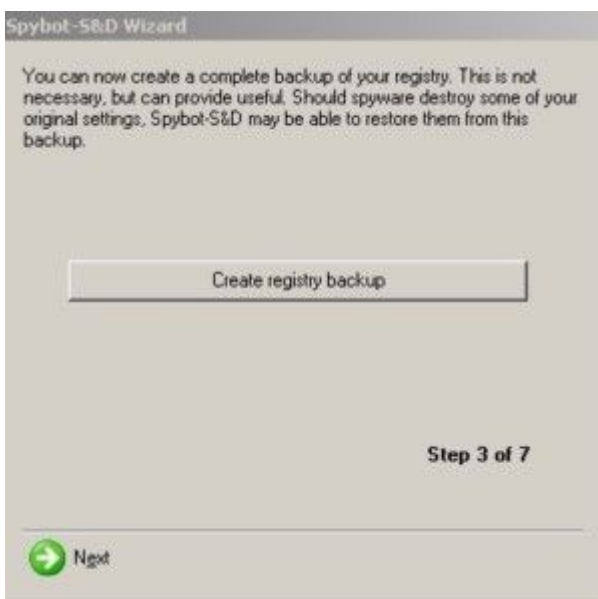 Spybot-S&D Wizard
You can now create a complete backup of your registry. This is not
necessary, but can provide useful. Should spyware destroy some of your
original settings, Spybot-S&D may be able to restore them from this
backup.
Create registry backup
Step 3 of 7
Next